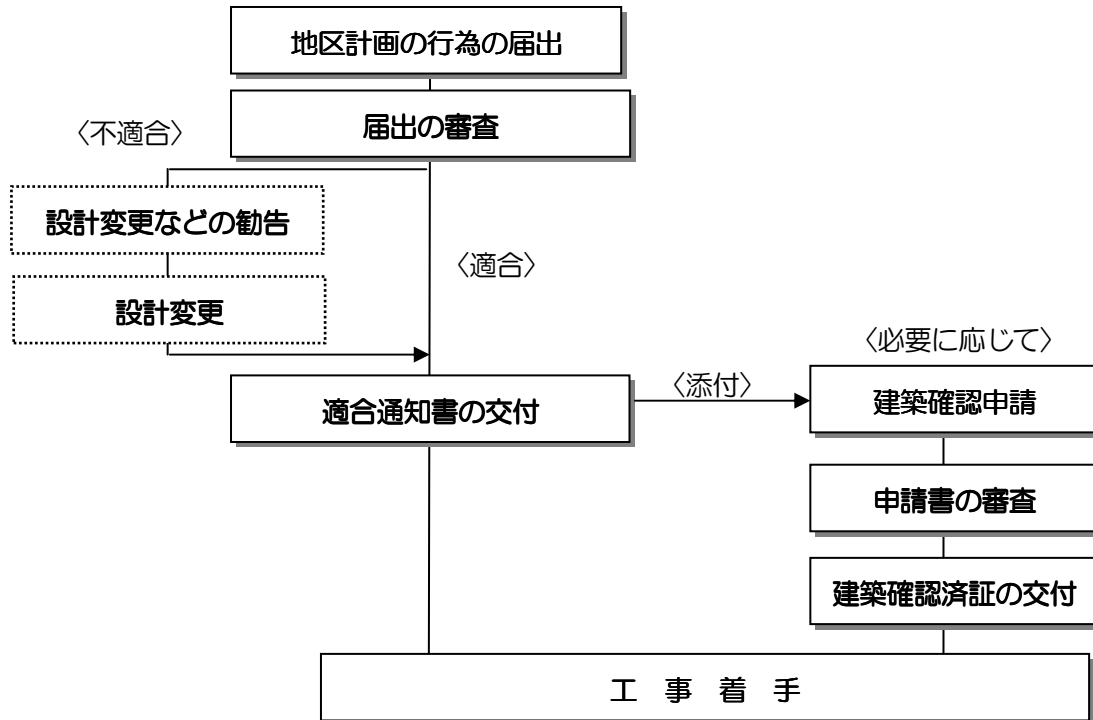 地区計画の行為の届出
届出の審査
〈不適合〉
設計変更などの勧告
〈適合〉
設計変更
〈必要に応じて〉
適合通知書の交付
〈添付〉
建築確認申請
申請書の審査
建築確認済証の交付
工 事 着 手